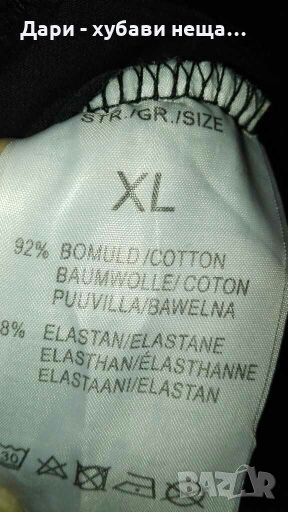 Дари - хубави неща...
STR./GR./SIZE
XL
92% BOMULD/COTTON
BAUMWOLLE/COTON
PUUVILLA/BAWELNA
8% ELASTAN/ELASTANE
ELASTHAN/ÉLASTHANNE
ELASTAANI/ELASTAN
30
BAZAR